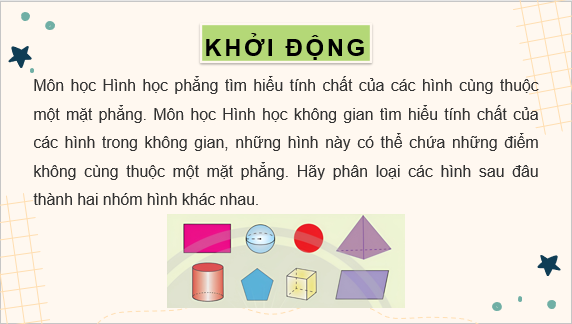 KHỞI ĐỘNG
Môn học Hình học phẳng tìm hiểu tính chất của các hình cùng thuộc
một mặt phẳng. Môn học Hình học không gian tìm hiểu tính chất của
các hình trong không gian, những hình này có thể chứa những điểm
không cùng thuộc một mặt phẳng. Hãy phân loại các hình sau đâu
thành hai nhóm hình khác nhau.